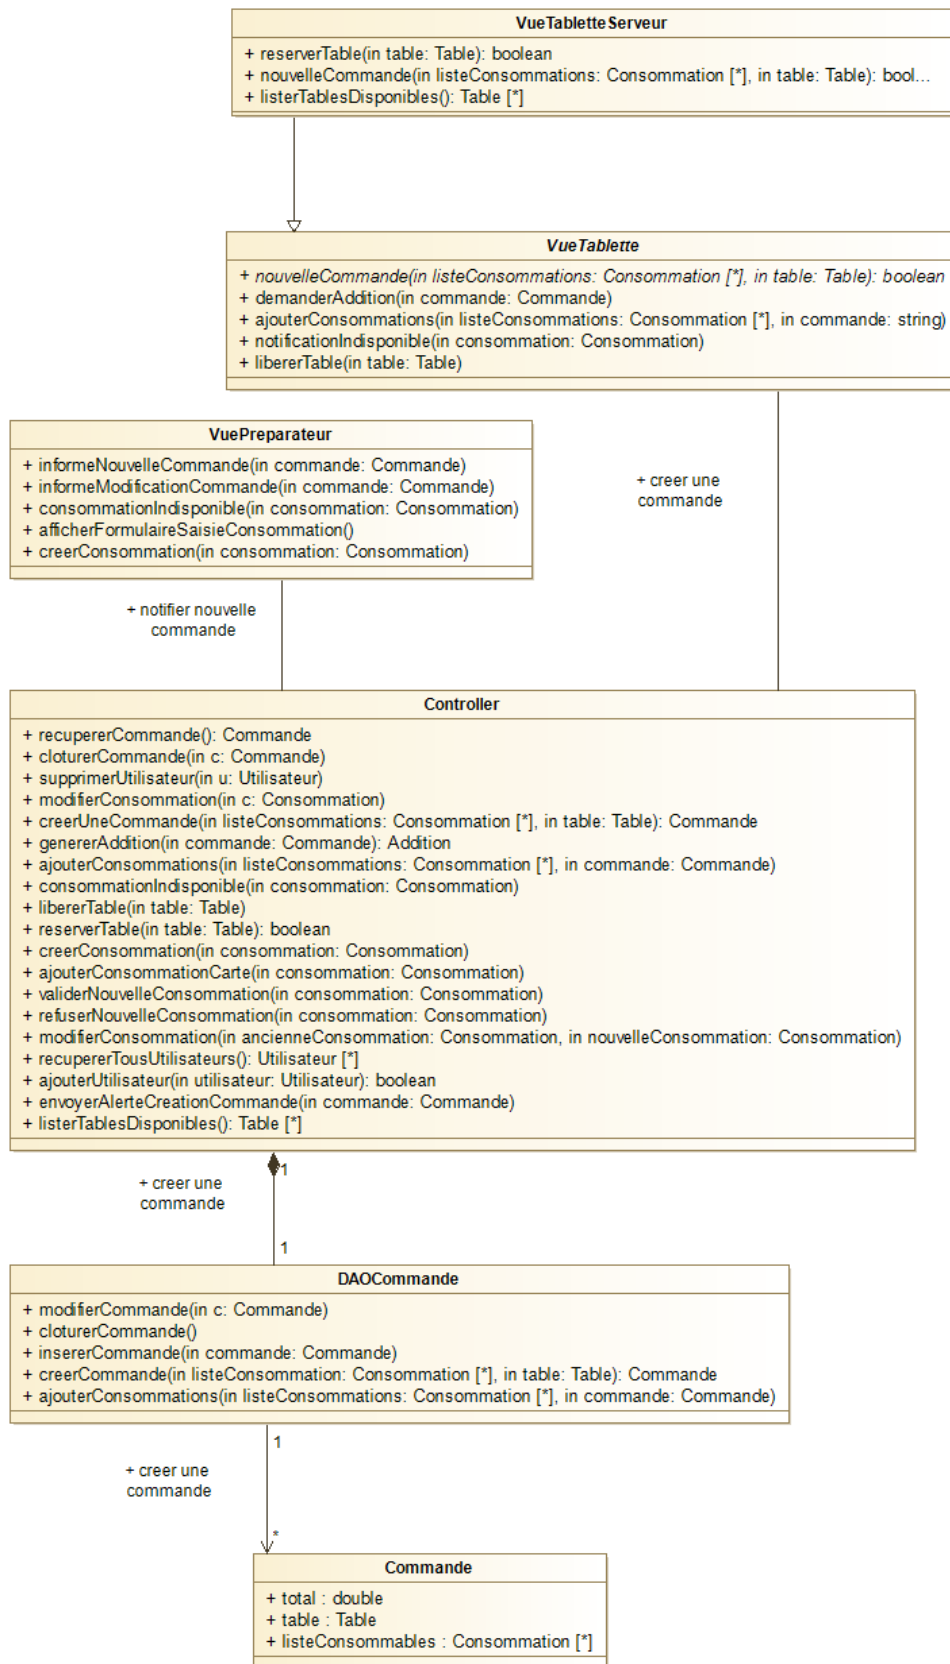 VueTabletteServeur
+ reserverTable(in table: Table): boolean
+ nouvelleCommande(in listeConsommations: Consommation [*], in table: Table): bool...
+ listerTablesDisponibles(): Table [*]
VueTablette
+ nouvelleCommande(in listeConsommations: Consommation [*], in table: Table): boolean
+ demanderAddition(in commande: Commande)
+ ajouterConsommations(in listeConsommations: Consommation [*], in commande: string)
+ notificationIndisponible(in consommation: Consommation)
+ libererTable(in table: Table)
VuePreparateur
+ informeNouvelleCommande(in commande: Commande)
+ informeModificationCommande(in commande: Commande)
+ consommationIndisponible(in consommation: Consommation)
+ afficherFormulaireSaisieConsommation()
+ creerConsommation(in consommation: Consommation)
+ creer une
commande
+ notifier nouvelle
commande
Controller
+ recupererCommande(): Commande
+ cloturerCommande(in c: Commande)
+ supprimerUtilisateur(in u: Utilisateur)
+ modifierConsommation(in c: Consommation)
+ creerUneCommande(in listeConsommations: Consommation [*], in table: Table): Commande
+ genererAddition(in commande: Commande): Addition
+ ajouterConsommations(in listeConsommations: Consommation [*], in commande: Commande)
+ consommationIndisponible(in consommation: Consommation)
+ libererTable(in table: Table)
+ reserverTable(in table: Table): boolean
+ creerConsommation(in consommation: Consommation)
+ ajouterConsommationCarte(in consommation: Consommation)
+ validerNouvelleConsommation(in consommation: Consommation)
+ refuserNouvelleConsommation(in consommation: Consommation)
+ modifierConsommation(in ancienneConsommation: Consommation, in nouvelleConsommation: Consommation)
+ recupererTousUtilisateurs(): Utilisateur [*]
+ ajouterUtilisateur(in utilisateur: Utilisateur): boolean
+ envoyerAlerteCreationCommande(in commande: Commande)
+ listerTablesDisponibles(): Table [*]
1
+ creer une
commande
1
DAOCommande
+ modifierCommande(in c: Commande)
+ cloturerCommande()
+ insererCommande(in commande: Commande)
+ creerCommande(in listeConsommation: Consommation [*], in table: Table): Commande
+ ajouterConsommations(in listeConsommations: Consommation [*], in commande: Commande)
1
+ creer une
commande
*
Commande
+ total : double
+ table : Table
+ listeConsommables : Consommation [*]